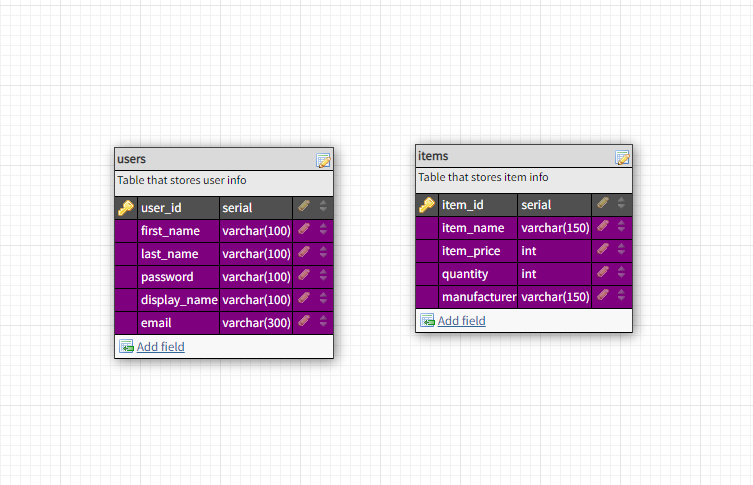 users
Table that stores user info
user_id serial
first_name varchar(100)
last_name varchar(100)
password varchar(100)
display_name varchar(100)
email varchar(300)
Add field
items
Table that stores item info
item_id serial
item_name varchar(150)
item_price int
quantity int
manufacturer varchar(150)
Add field